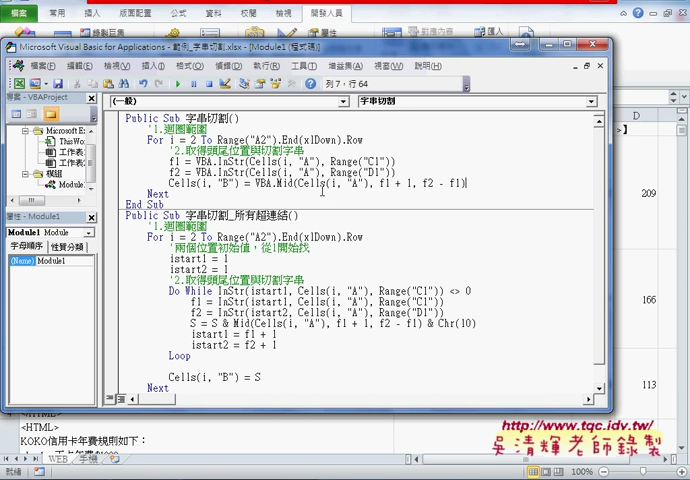 檔案 常用 插入 版面配置 公式 資料 校閱 檢視 開發人員
Microsoft Visual Basic for Applications - 範例_字串切割.xlsx - [Module1 (程式碼)]
檔案(F) 編輯(E) 檢視(V) 插入(I) 格式(O) 偵錯(D) 執行(R) 工具(T) 增益集(A) 視窗(W) 說明(H)
列 7, 行 64
專案 - VBAProject
Microsoft Ex
ThisWo
工作表
工作表2
模組
Module
屬性 - Module1
Module1 Module
字母順序 性質分類
(Name) Module1
(一般) 字串切割
Public Sub 字串切割()
'1.迴圈範圍
For i = 2 To Range("A2").End(xlDown).Row
'2.取得頭尾位置與切割字串
f1 = VBA.InStr(Cells(i, "A"), Range("C1"))
f2 = VBA.InStr(Cells(i, "A"), Range("D1"))
Cells(i, "B") = VBA.Mid(Cells(i, "A"), f1 + 1, f2 - f1)
Next
End Sub
Public Sub 字串切割_所有超連結()
'1.迴圈範圍
For i = 2 To Range("A2").End(xlDown).Row
'兩個位置初始值，從1開始找
istart1 = 1
istart2 = 1
'2.取得頭尾位置與切割字串
Do While InStr(istart1, Cells(i, "A"), Range("C1")) <> 0
f1 = InStr(istart1, Cells(i, "A"), Range("C1"))
f2 = InStr(istart2, Cells(i, "A"), Range("D1"))
S = S & Mid(Cells(i, "A"), f1 + 1, f2 - f1) & Chr(10)
istart1 = f1 + 1
istart2 = f2 + 1
Loop
Cells(i, "B") = S
Next
D
209
166
113
</HTML>
<HTML>
KOKO信用卡年費規則如下：
WEB 手機
http://www.tqc.idv.tw/
吳清輝老師錄製
就緒 100%